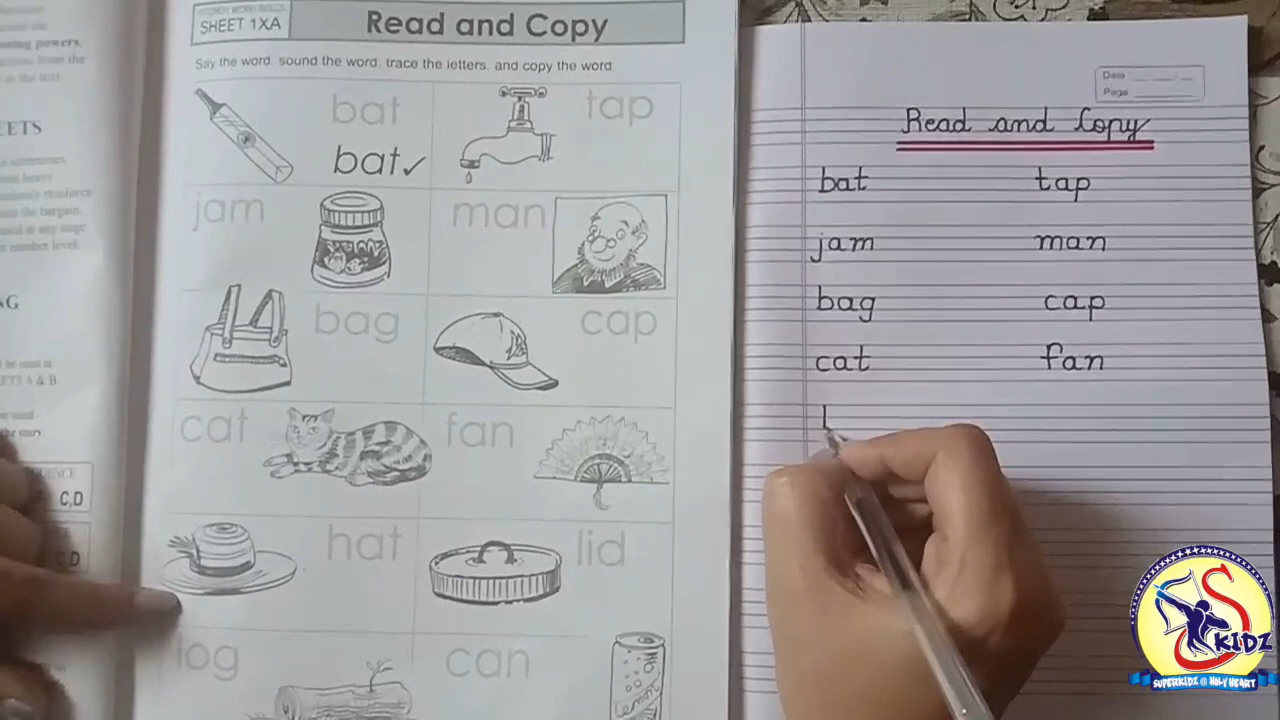 SHEET 1XA
Read and Copy
Say the word, sound the word, trace the letters, and copy the word.
bat
tap
bat✓
jam
man
bag
cap
cat
fan
hat
lid
log
can
EETS
C,D
Date
Page
Read and Copy
bat tap
jam man
bag cap
cat fan
S
KIDZ
SUPERKIDZ @ HOLY HEART